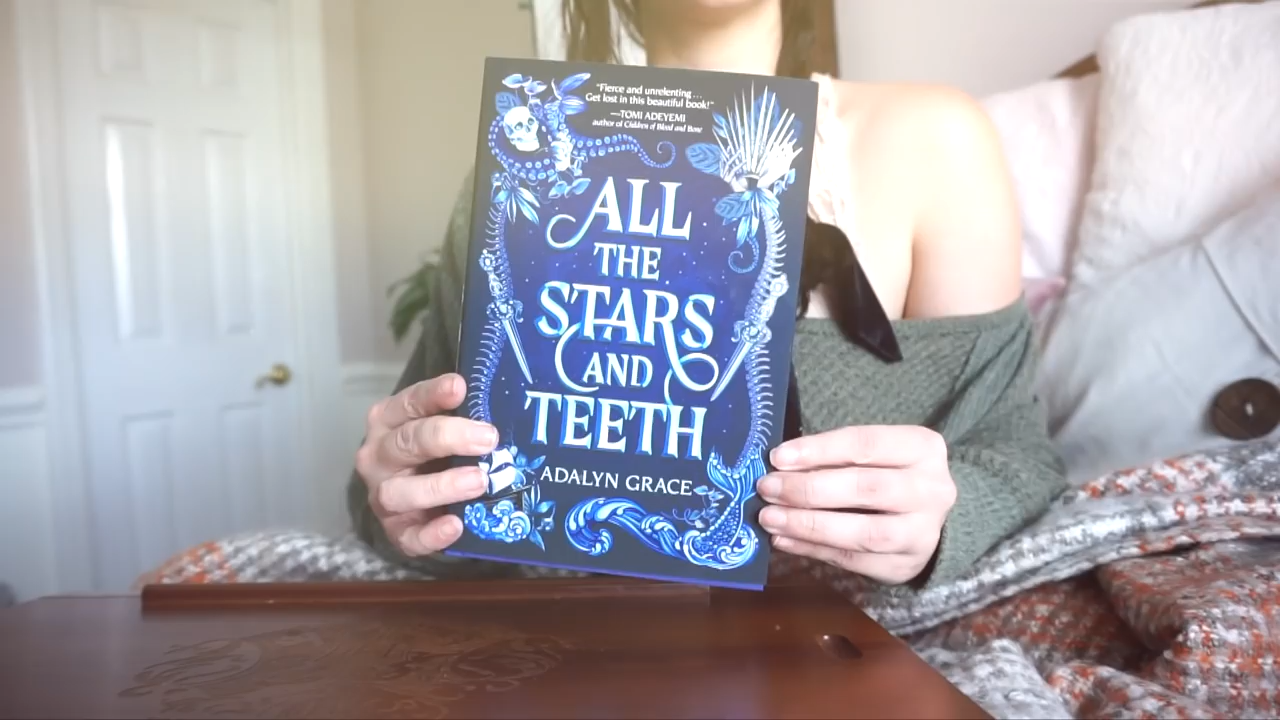 "Fierce and unrelenting...
Get lost in this beautiful book!"
—TOMI ADEYEMI
author of Children of Blood and Bone
ALL
THE
STARS
AND
TEETH
ADALYN GRACE